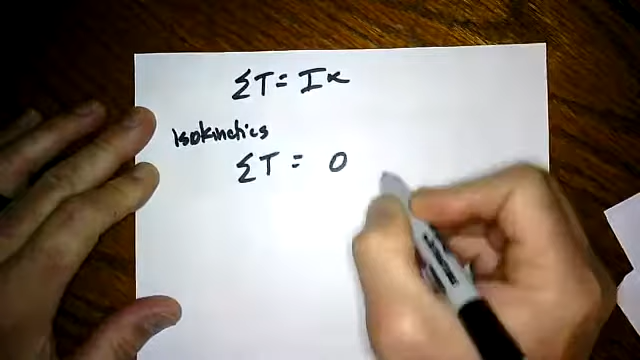 ΣT = Iα
Isokinetics
ΣT = 0